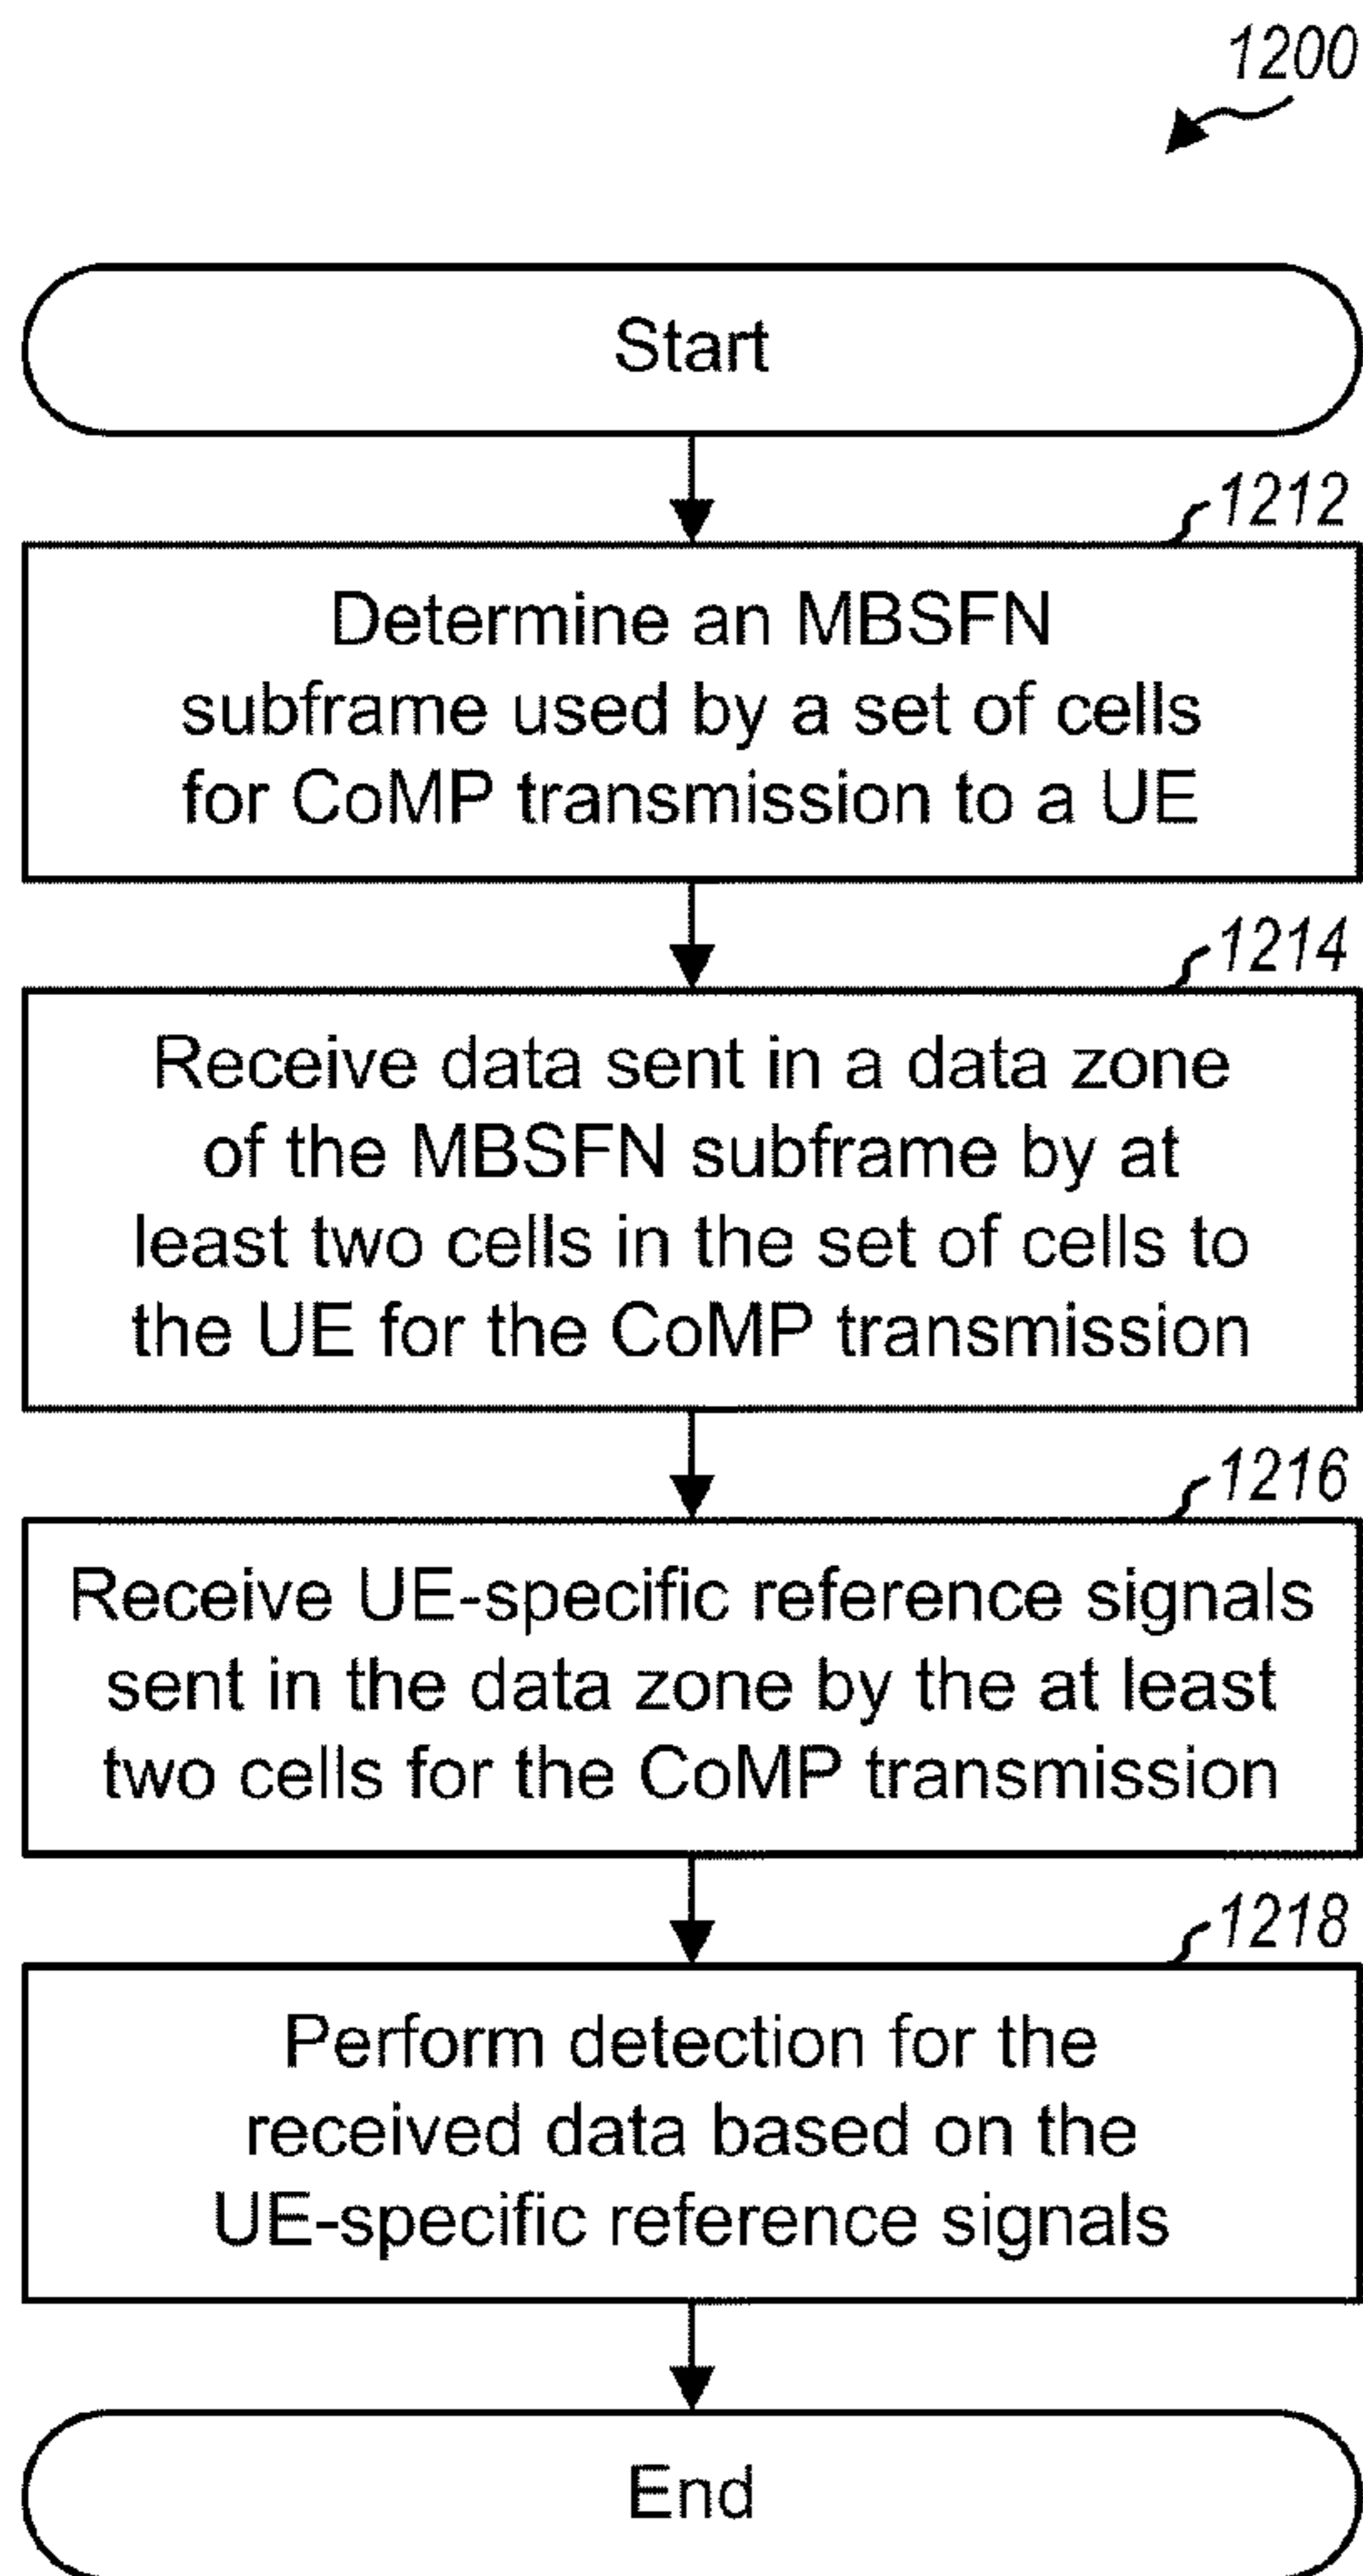 1200
Start
1212
Determine an MBSFN
subframe used by a set of cells
for CoMP transmission to a UE
1214
Receive data sent in a data zone
of the MBSFN subframe by at
least two cells in the set of cells to
the UE for the CoMP transmission
1216
Receive UE-specific reference signals
sent in the data zone by the at least
two cells for the CoMP transmission
1218
Perform detection for the
received data based on the
UE-specific reference signals
End